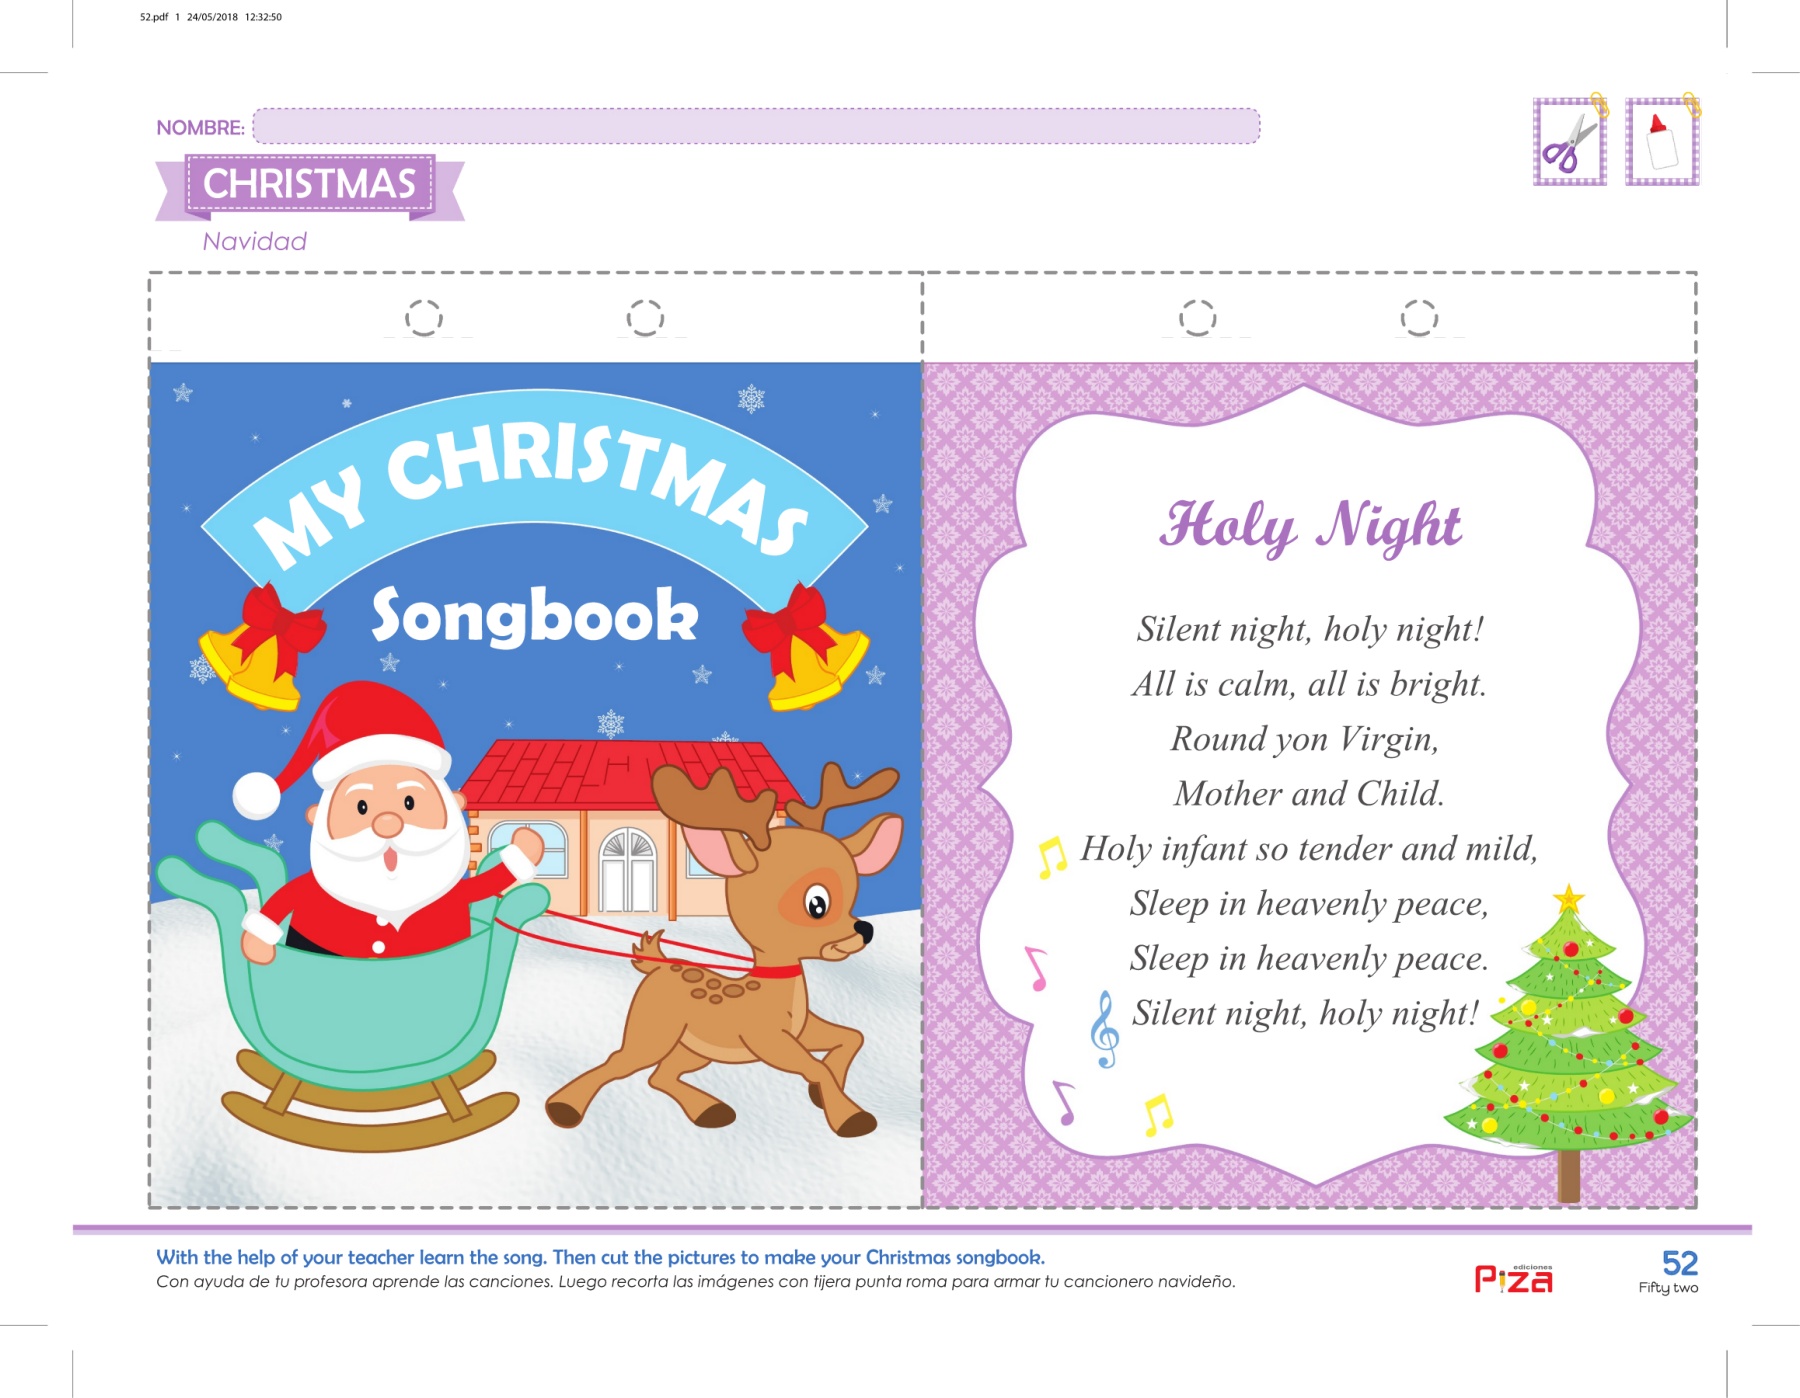 52.pdf 1 24/05/2018 12:32:50
NOMBRE:
CHRISTMAS
Navidad
MY CHRISTMAS
Songbook
Holy Night
Silent night, holy night!
All is calm, all is bright.
Round yon Virgin,
Mother and Child.
Holy infant so tender and mild,
Sleep in heavenly peace,
Sleep in heavenly peace.
Silent night, holy night!
With the help of your teacher learn the song. Then cut the pictures to make your Christmas songbook.
Con ayuda de tu profesora aprende las canciones. Luego recorta las imágenes con tijera punta roma para armar tu cancionero navideño.
ediciones
Piza
52
Fifty two